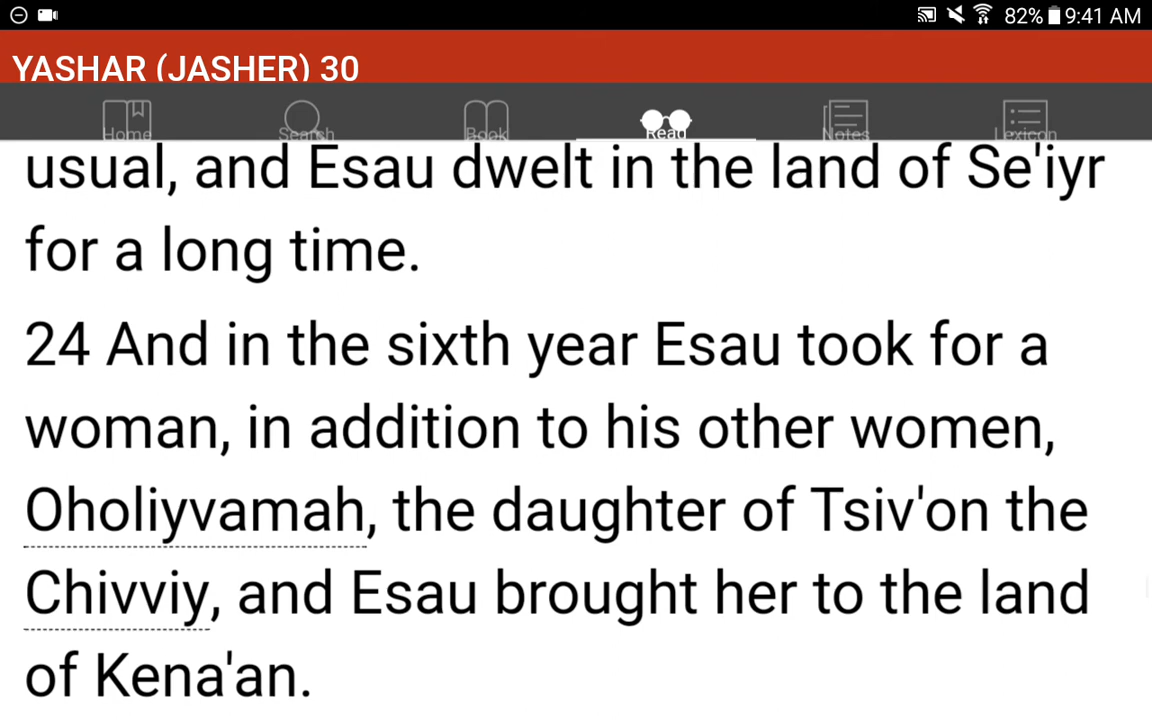 82% 9:41 AM
YASHAR (JASHER) 30
Home Search Book Read Notes Lexicon
usual, and Esau dwelt in the land of Se'iyr
for a long time.
24 And in the sixth year Esau took for a
woman, in addition to his other women,
Oholiyvamah, the daughter of Tsiv'on the
Chivviy, and Esau brought her to the land
of Kena'an.